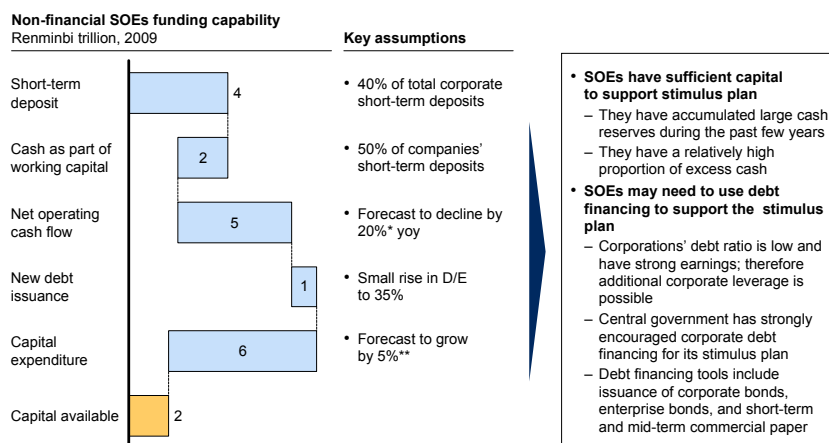 Non-financial SOEs funding capability
Renminbi trillion, 2009
Key assumptions
Short-term
deposit
4
• 40% of total corporate
short-term deposits
Cash as part of
working capital
2
• 50% of companies’
short-term deposits
Net operating
cash flow
5
• Forecast to decline by
20%* yoy
New debt
issuance
1
• Small rise in D/E
to 35%
Capital
expenditure
6
• Forecast to grow
by 5%**
Capital available
2
• SOEs have sufficient capital
to support stimulus plan
– They have accumulated large cash
reserves during the past few years
– They have a relatively high
proportion of excess cash
• SOEs may need to use debt
financing to support the stimulus
plan
– Corporations’ debt ratio is low and
have strong earnings; therefore
additional corporate leverage is
possible
– Central government has strongly
encouraged corporate debt
financing for its stimulus plan
– Debt financing tools include
issuance of corporate bonds,
enterprise bonds, and short-term
and mid-term commercial paper